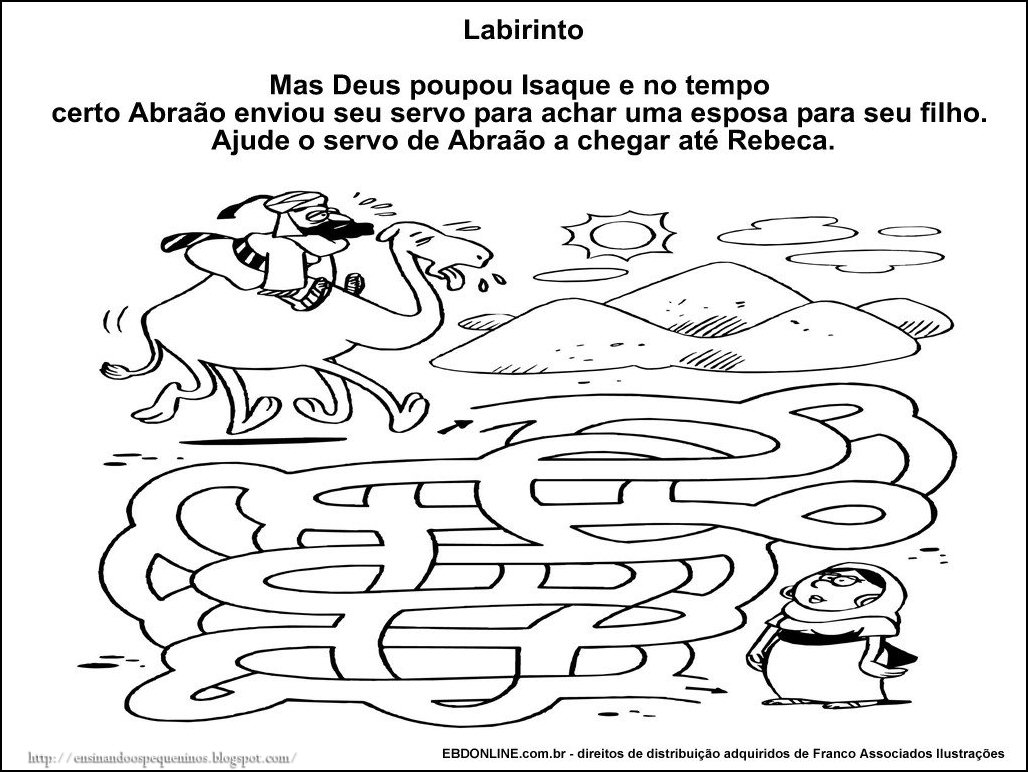 Labirinto
Mas Deus poupou Isaque e no tempo
certo Abraão enviou seu servo para achar uma esposa para seu filho.
Ajude o servo de Abraão a chegar até Rebeca.
http://ensinandoospequeninos.blogspot.com/
EBDONLINE.com.br - direitos de distribuição adquiridos de Franco Associados Ilustrações